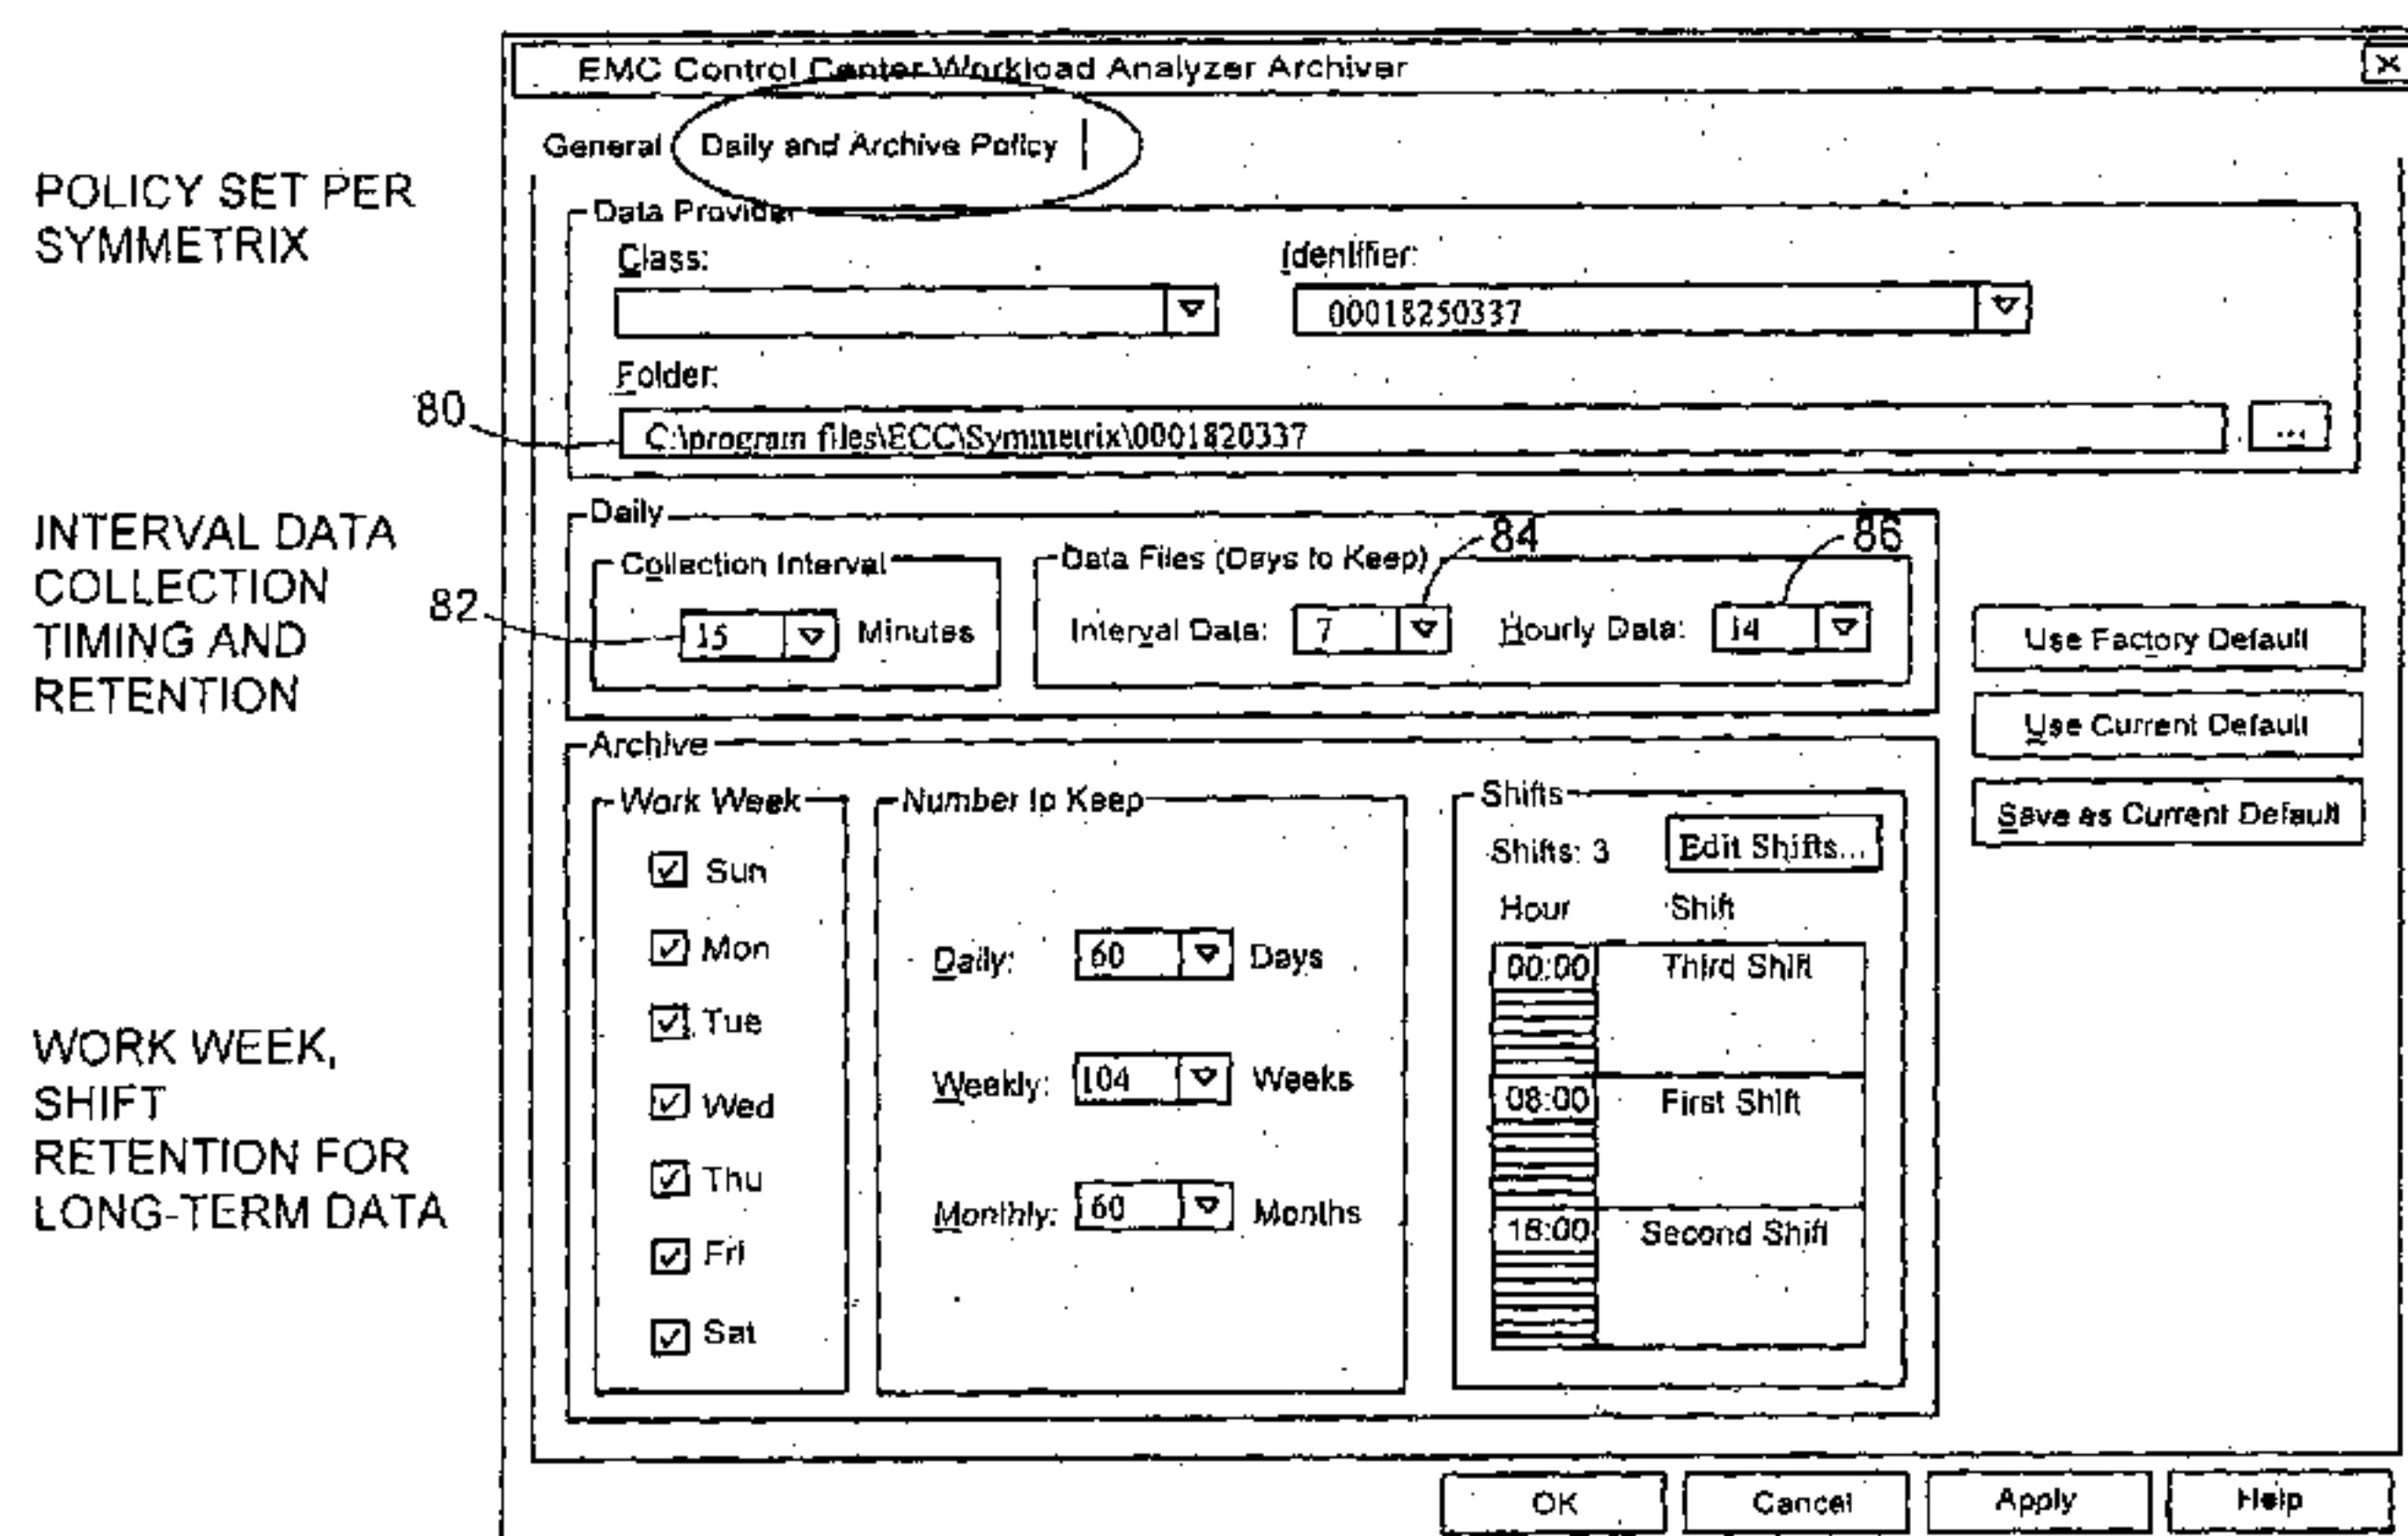 EMC Control Center Workload Analyzer Archiver
General
Daily and Archive Policy
POLICY SET PER
SYMMETRIX
Data Provider
Class:
Identifier:
00018250337
Folder:
80
C:\program files\ECC\Symmetrix\0001820337
...
INTERVAL DATA
COLLECTION
TIMING AND
RETENTION
Daily
Collection Interval
82
15
Minutes
Data Files (Days to Keep)
84
86
Interval Data:
7
Hourly Data:
14
Use Factory Default
Use Current Default
Save as Current Default
WORK WEEK,
SHIFT
RETENTION FOR
LONG-TERM DATA
Archive
Work Week
Sun
Mon
Tue
Wed
Thu
Fri
Sat
Number to Keep
Daily:
60
Days
Weekly:
104
Weeks
Monthly:
60
Months
Shifts
Shifts: 3
Edit Shifts...
Hour
Shift
00:00
Third Shift
08:00
First Shift
16:00
Second Shift
OK
Cancel
Apply
Help